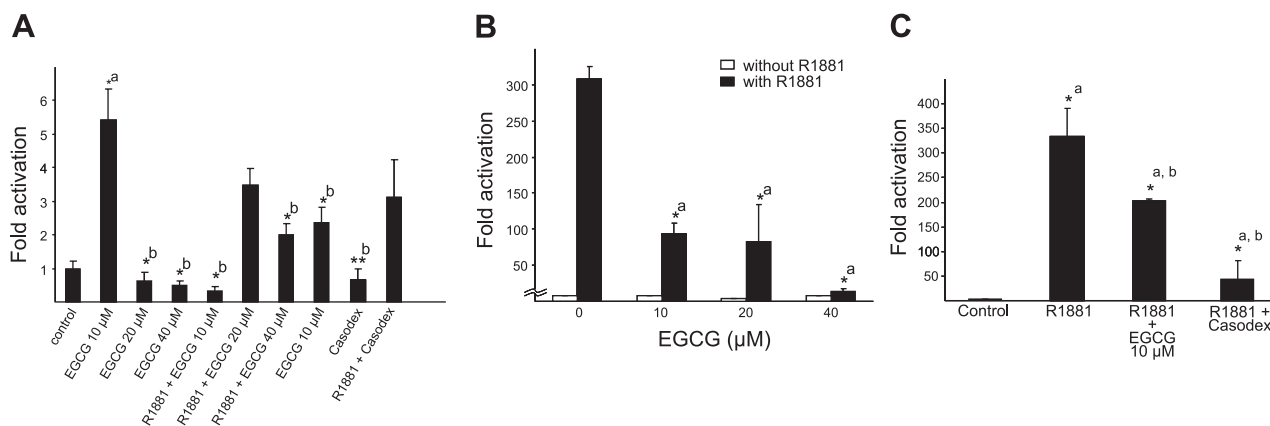 A
Fold activation
6
5
4
3
2
1
*a
*b
*b
*b
*b
*b
**b
control
EGCG 10 µM
EGCG 20 µM
EGCG 40 µM
R1881 + EGCG 10 µM
R1881 + EGCG 20 µM
R1881 + EGCG 40 µM
EGCG 10 µM
Casodex
R1881 + Casodex
B
without R1881
with R1881
Fold activation
300
250
200
150
100
50
*a
*a
*a
0 10 20 40
EGCG (µM)
C
Fold activation
400
350
300
250
200
150
100
50
* a
a, b
*
a, b
*
Control R1881 R1881 R1881 +
+ Casodex
EGCG
10 µM